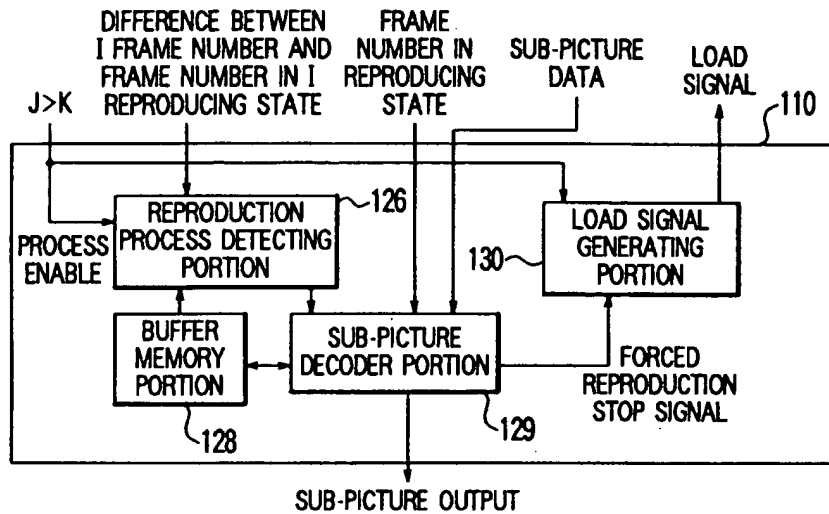 DIFFERENCE BETWEEN
I FRAME NUMBER AND
FRAME NUMBER IN I
REPRODUCING STATE
FRAME
NUMBER IN
REPRODUCING
STATE
SUB-PICTURE
DATA
LOAD
SIGNAL
J>K
110
126
REPRODUCTION
PROCESS DETECTING
PORTION
PROCESS
ENABLE
LOAD SIGNAL
GENERATING
PORTION
130
BUFFER
MEMORY
PORTION
SUB-PICTURE
DECODER PORTION
FORCED
REPRODUCTION
STOP SIGNAL
128
129
SUB-PICTURE OUTPUT